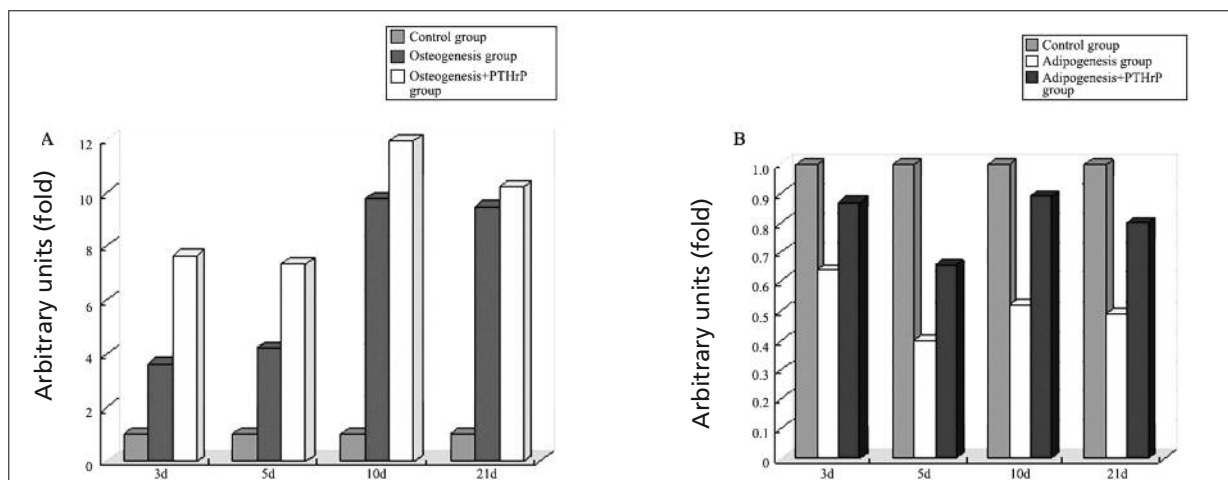 Control group
Osteogenesis group
Osteogenesis+PTHrP
group
A
Arbitrary units (fold)
12
10
8
6
4
2
0
3d 5d 10d 21d
Control group
Adipogenesis group
Adipogenesis+PTHrP
group
B
Arbitrary units (fold)
1.0
0.9
0.8
0.7
0.6
0.5
0.4
0.3
0.2
0.1
0
3d 5d 10d 21d